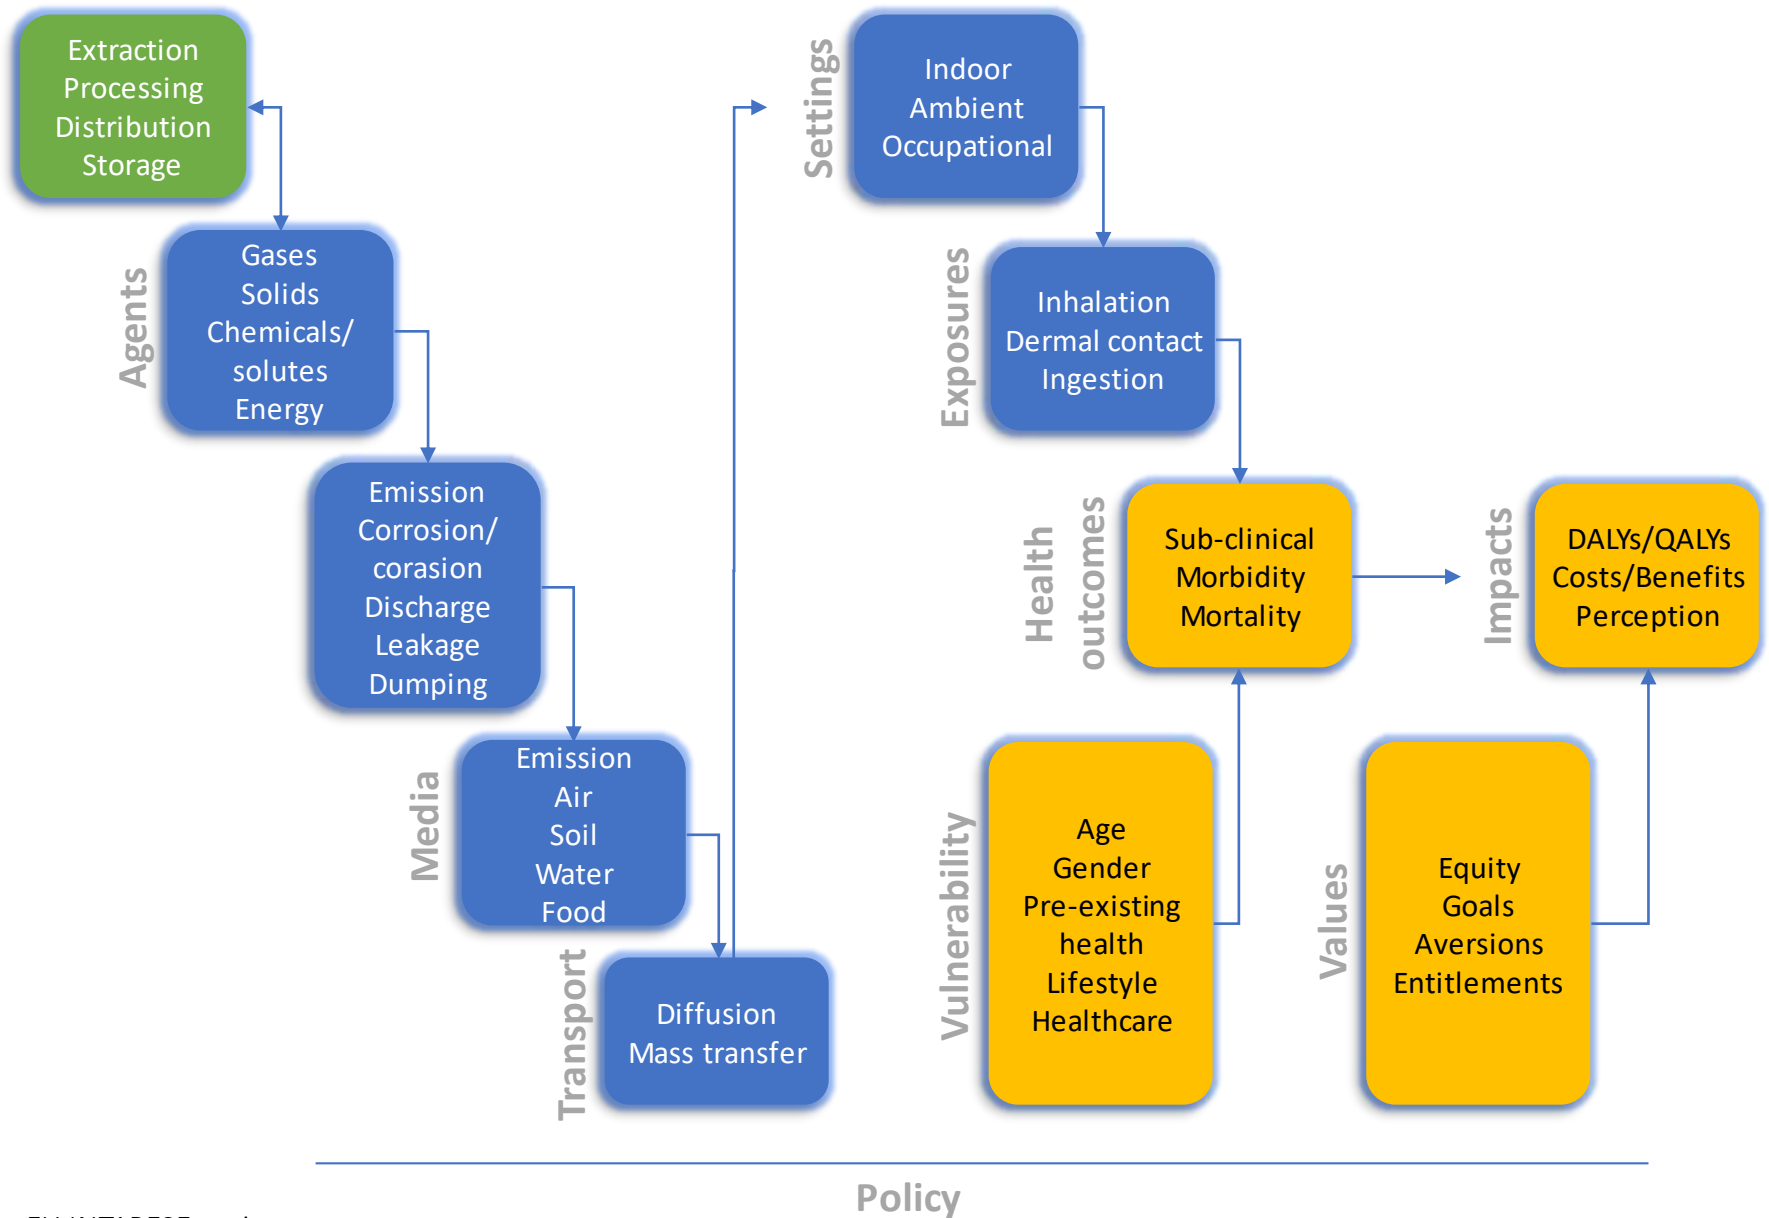 Extraction
Processing
Distribution
Storage
Agents
Gases
Solids
Chemicals/
solutes
Energy
Emission
Corrosion/
corasion
Discharge
Leakage
Dumping
Media
Emission
Air
Soil
Water
Food
Transport
Diffusion
Mass transfer
Settings
Indoor
Ambient
Occupational
Exposures
Inhalation
Dermal contact
Ingestion
Health
outcomes
Sub-clinical
Morbidity
Mortality
Impacts
DALYs/QALYs
Costs/Benefits
Perception
Vulnerability
Age
Gender
Pre-existing
health
Lifestyle
Healthcare
Values
Equity
Goals
Aversions
Entitlements
Policy